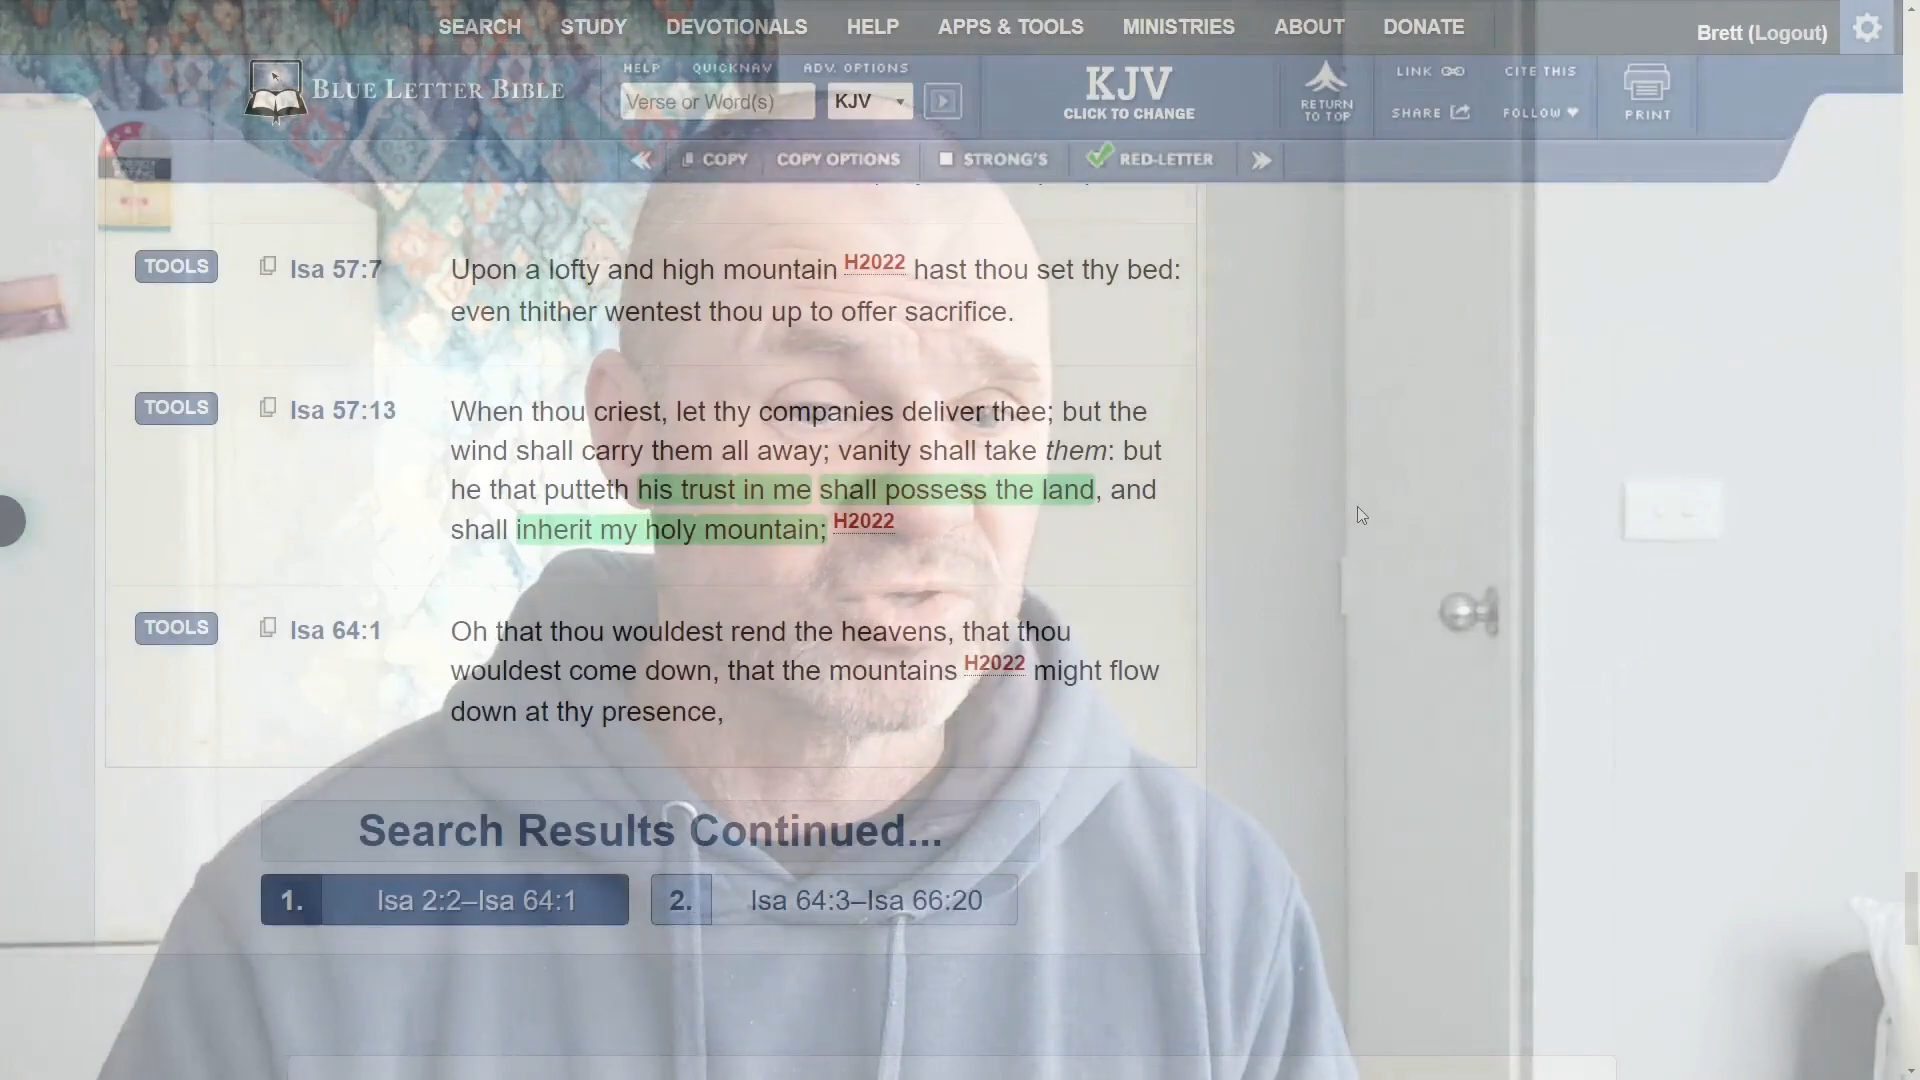 SEARCH STUDY DEVOTIONALS HELP APPS & TOOLS MINISTRIES ABOUT DONATE
Brett (Logout)
BLUE LETTER BIBLE
HELP QUICKNAV ADV. OPTIONS
Verse or Word(s) KJV
KJV
CLICK TO CHANGE
RETURN
TO TOP
LINK CITE THIS
SHARE FOLLOW
PRINT
COPY COPY OPTIONS STRONG'S RED-LETTER
TOOLS Isa 57:7 Upon a lofty and high mountain H2022 hast thou set thy bed:
even thither wentest thou up to offer sacrifice.
TOOLS Isa 57:13 When thou criest, let thy companies deliver thee; but the
wind shall carry them all away; vanity shall take them: but
he that putteth his trust in me shall possess the land, and
shall inherit my holy mountain; H2022
TOOLS Isa 64:1 Oh that thou wouldest rend the heavens, that thou
wouldest come down, that the mountains H2022 might flow
down at thy presence,
Search Results Continued...
1. Isa 2:2–Isa 64:1 2. Isa 64:3–Isa 66:20